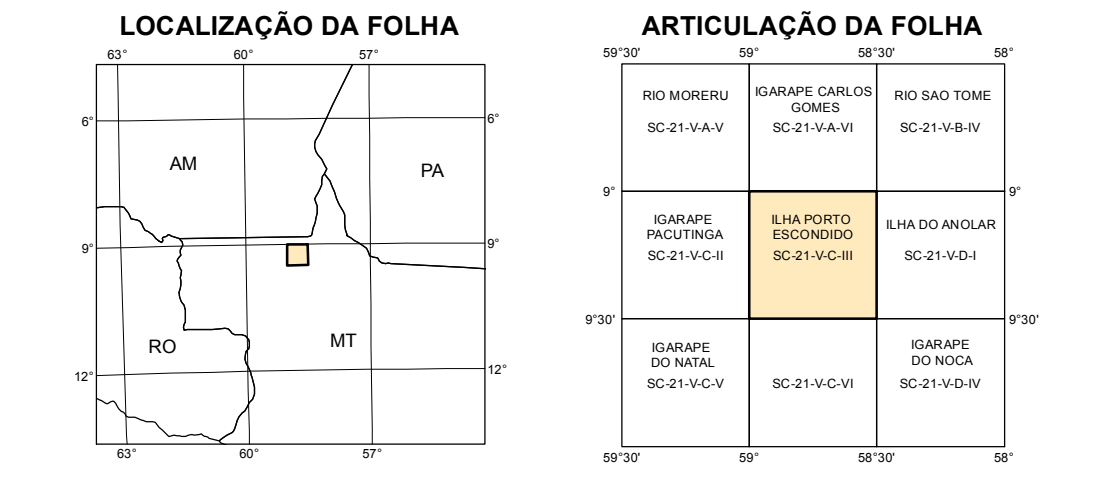 LOCALIZAÇÃO DA FOLHA
63° 60° 57°
6° 6°
AM
PA
9° 9°
RO
MT
12° 12°
63° 60° 57°
ARTICULAÇÃO DA FOLHA
59°30' 59° 58°30' 58°
RIO MORERU
SC-21-V-A-V
IGARAPE CARLOS
GOMES
SC-21-V-A-VI
RIO SAO TOME
SC-21-V-B-IV
9° 9°
IGARAPE
PACUTINGA
SC-21-V-C-II
ILHA PORTO
ESCONDIDO
SC-21-V-C-III
ILHA DO ANOLAR
SC-21-V-D-I
9°30' 9°30'
IGARAPE
DO NATAL
SC-21-V-C-V
SC-21-V-C-VI
IGARAPE
DO NOCA
SC-21-V-D-IV
59°30' 59° 58°30' 58°